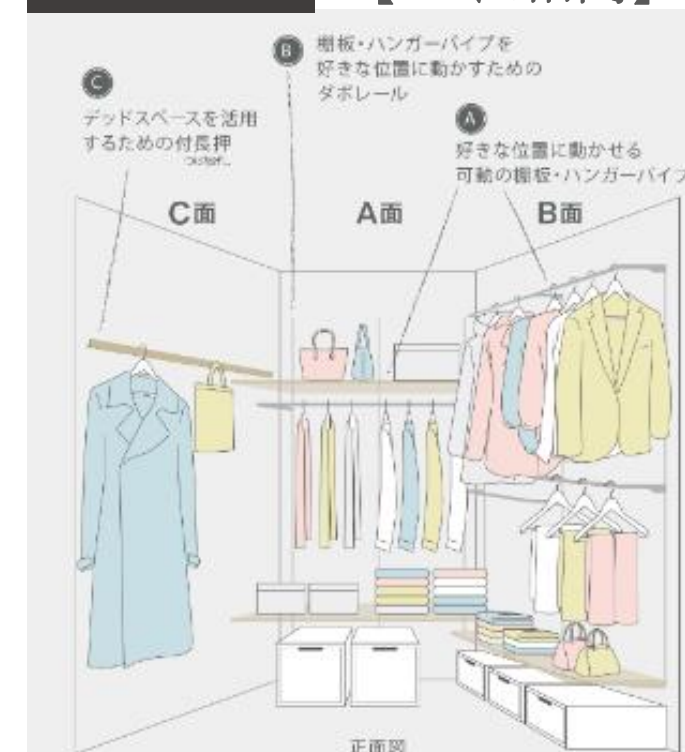 B
棚板・ハンガーパイプを
好きな位置に動かすための
ダボレール
C
デッドスペースを活用
するための付長押
A
好きな位置に動かせる
可動の棚板・ハンガーパイプ
C面
A面
B面
正面図